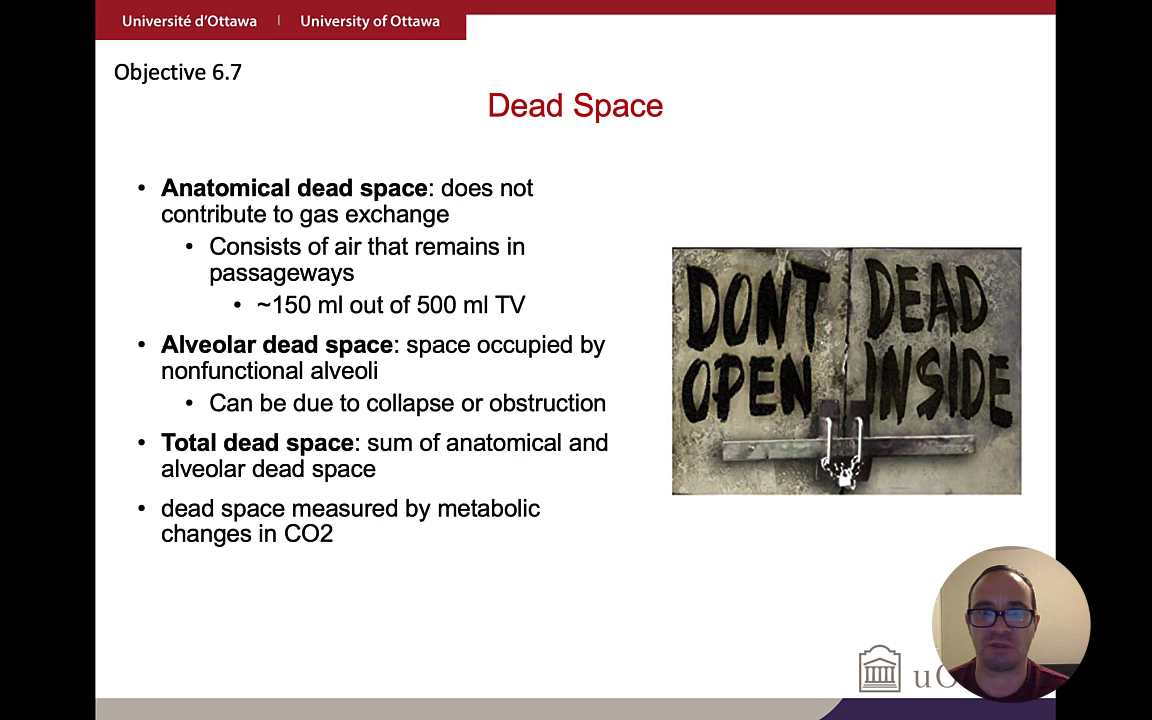 Université d'Ottawa | University of Ottawa
Objective 6.7
Dead Space
• Anatomical dead space: does not
contribute to gas exchange
• Consists of air that remains in
passageways
• ~150 ml out of 500 ml TV
• Alveolar dead space: space occupied by
nonfunctional alveoli
• Can be due to collapse or obstruction
• Total dead space: sum of anatomical and
alveolar dead space
• dead space measured by metabolic
changes in CO2
DONT DEAD
OPEN INSIDE